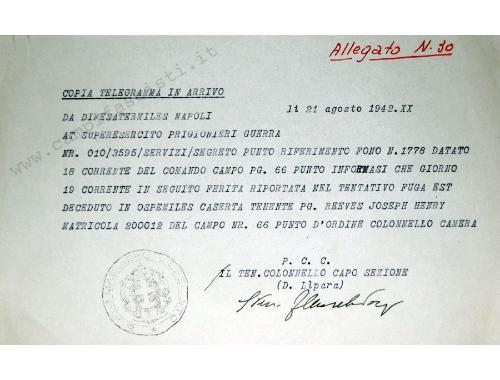 Allegato N.30
COPIA TELEGRAMMA IN ARRIVO
DA DIFESATERMILES NAPOLI li 21 agosto 1942.XX
AT SUPERESERCITO PRIGIONIERI GUERRA
NR. 010/3595/SERVIZI/SEGRETO PUNTO RIFERIMENTO FONO N.1778 DATATO
18 CORRENTE DEL COMANDO CAMPO PG. 66 PUNTO INFORMASI CHE GIORNO
19 CORRENTE IN SEGUITO FERITA RIPORTATA NEL TENTATIVO FUGA EST
DECEDUTO IN OSPEMILES CASERTA TENENTE PG. REEVES JOSEPH HENRY
MATRICOLA 200012 DEL CAMPO NR. 66 PUNTO D'ORDINE COLONNELLO CAMERA
P. C. C.
IL TEN.COLONNELLO CAPO SEZIONE
(D. Lipara)
www.campifascisti.it